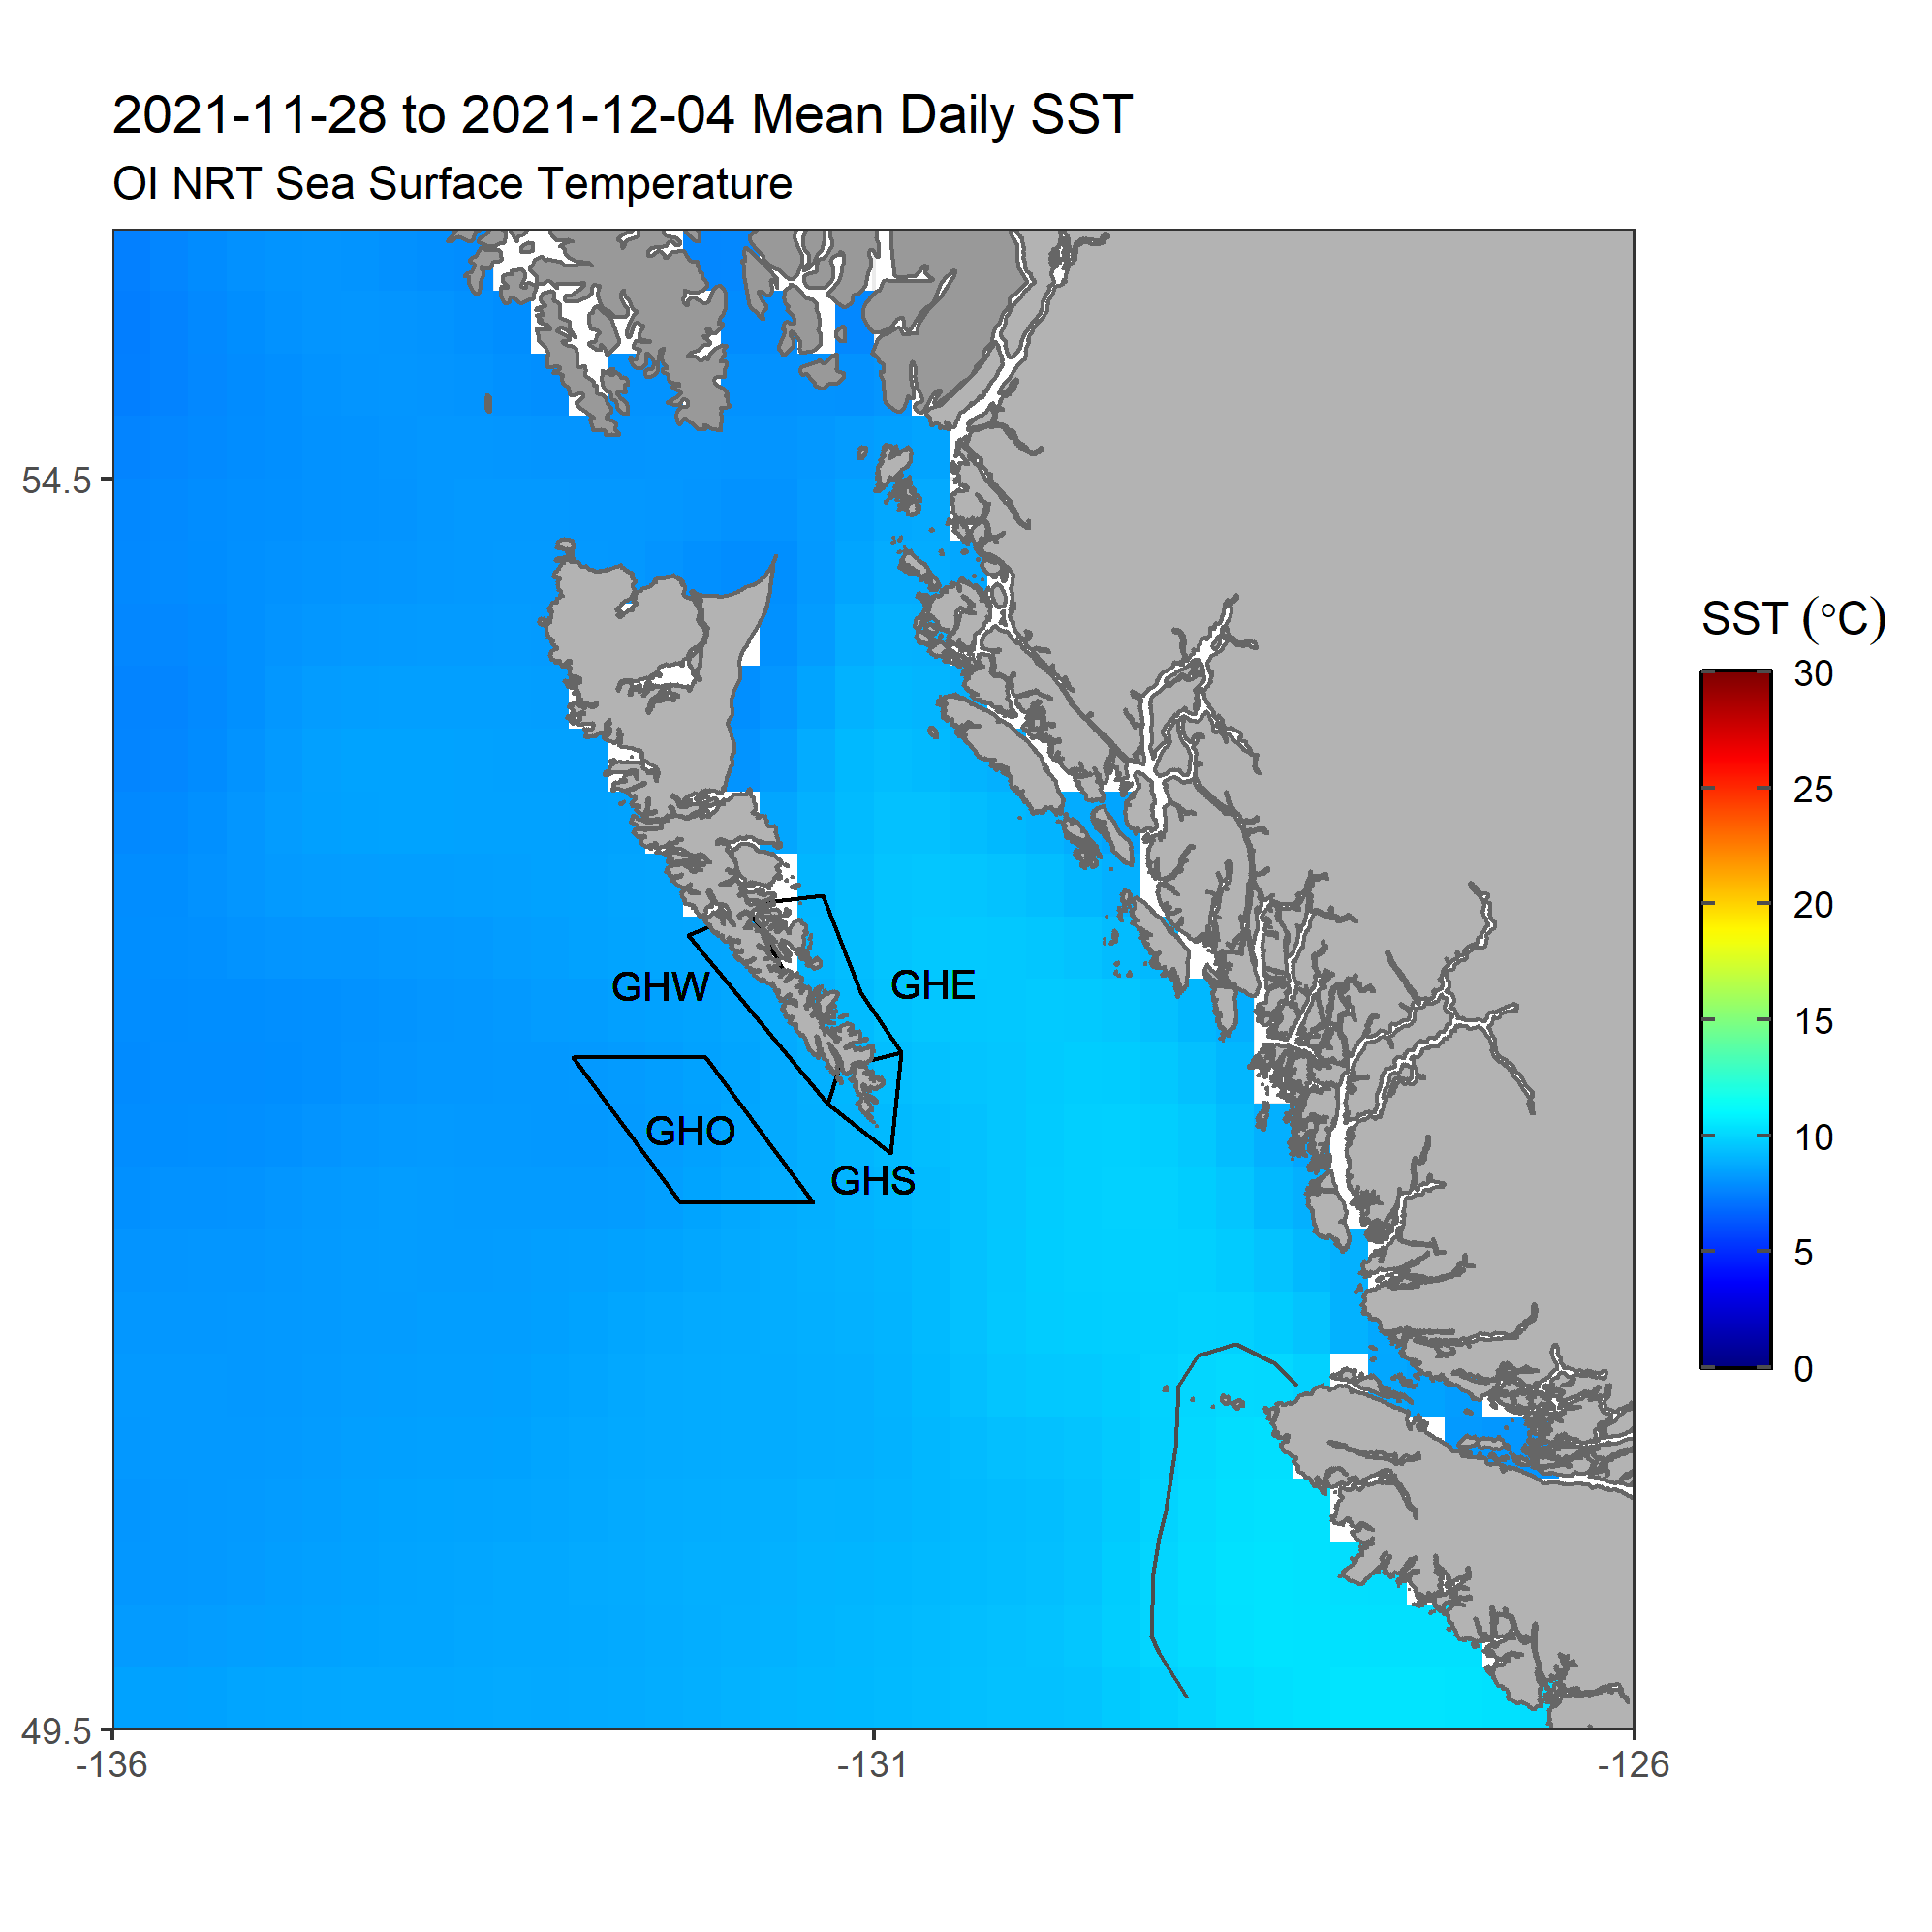 2021-11-28 to 2021-12-04 Mean Daily SST
OI NRT Sea Surface Temperature
54.5
49.5
-136
-131
-126
GHW
GHE
GHO
GHS
SST (°C)
30
25
20
15
10
5
0